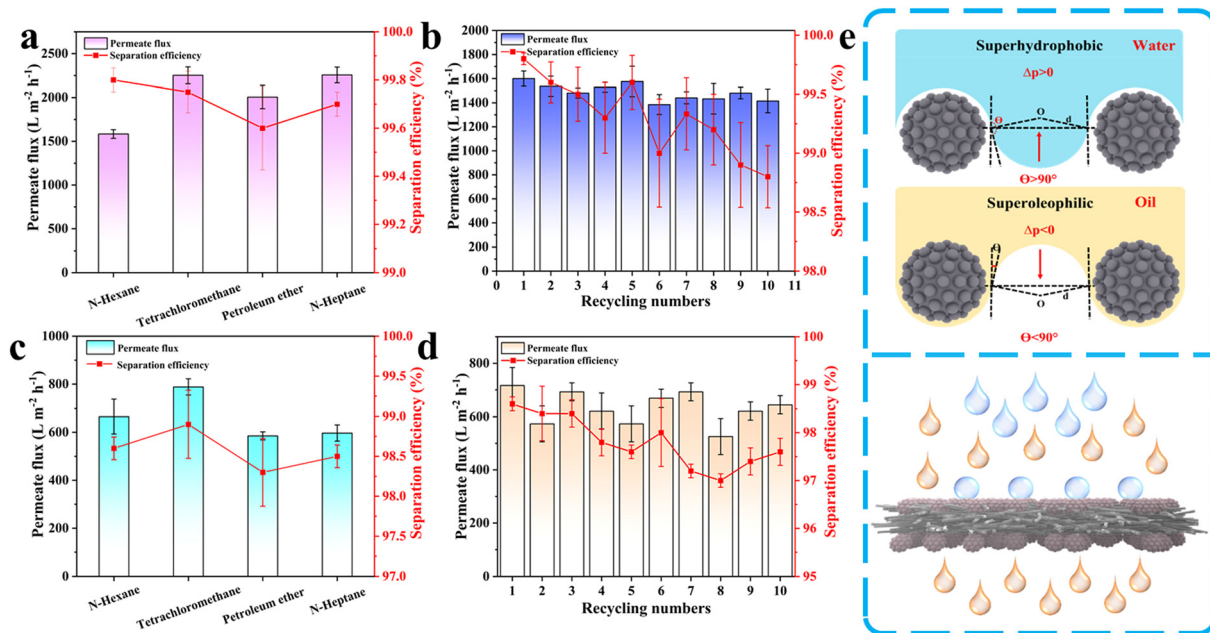 a
Permeate flux
Separation efficiency
Permeate flux (L m⁻² h⁻¹)
2500
2250
2000
1750
1500
1250
1000
750
500
250
0
Separation efficiency (%)
100.0
99.8
99.6
99.4
99.2
99.0
N-Hexane
Tetrachloromethane
Petroleum ether
N-Heptane
b
Permeate flux
Separation efficiency
Permeate flux (L m⁻² h⁻¹)
2000
1800
1600
1400
1200
1000
800
600
400
200
0
Separation efficiency (%)
100.0
99.5
99.0
98.5
98.0
0 1 2 3 4 5 6 7 8 9 10 11
Recycling numbers
c
Permeate flux
Separation efficiency
Permeate flux (L m⁻² h⁻¹)
1000
800
600
400
200
0
Separation efficiency (%)
100.0
99.5
99.0
98.5
98.0
97.5
97.0
N-Hexane
Tetrachloromethane
Petroleum ether
N-Heptane
d
Permeate flux
Separation efficiency
Permeate flux (L m⁻² h⁻¹)
800
600
400
200
0
Separation efficiency (%)
100
99
98
97
96
95
1 2 3 4 5 6 7 8 9 10
Recycling numbers
e
Superhydrophobic Water
Δp>0
O
d
Θ
Θ>90°
Superoleophilic Oil
Δp<0
Θ
O
d
Θ<90°